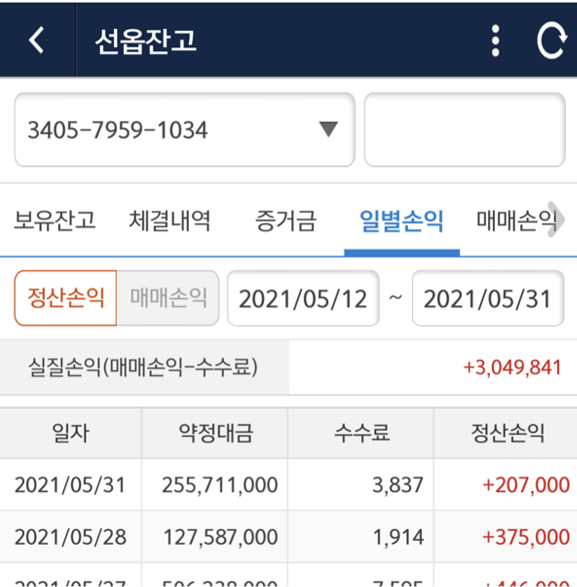 선옵잔고
3405-7959-1034
보유잔고 체결내역 증거금 일별손익 매매손익
정산손익 매매손익 2021/05/12 ~ 2021/05/31
실질손익(매매손익-수수료) +3,049,841
일자 약정대금 수수료 정산손익
2021/05/31 255,711,000 3,837 +207,000
2021/05/28 127,587,000 1,914 +375,000